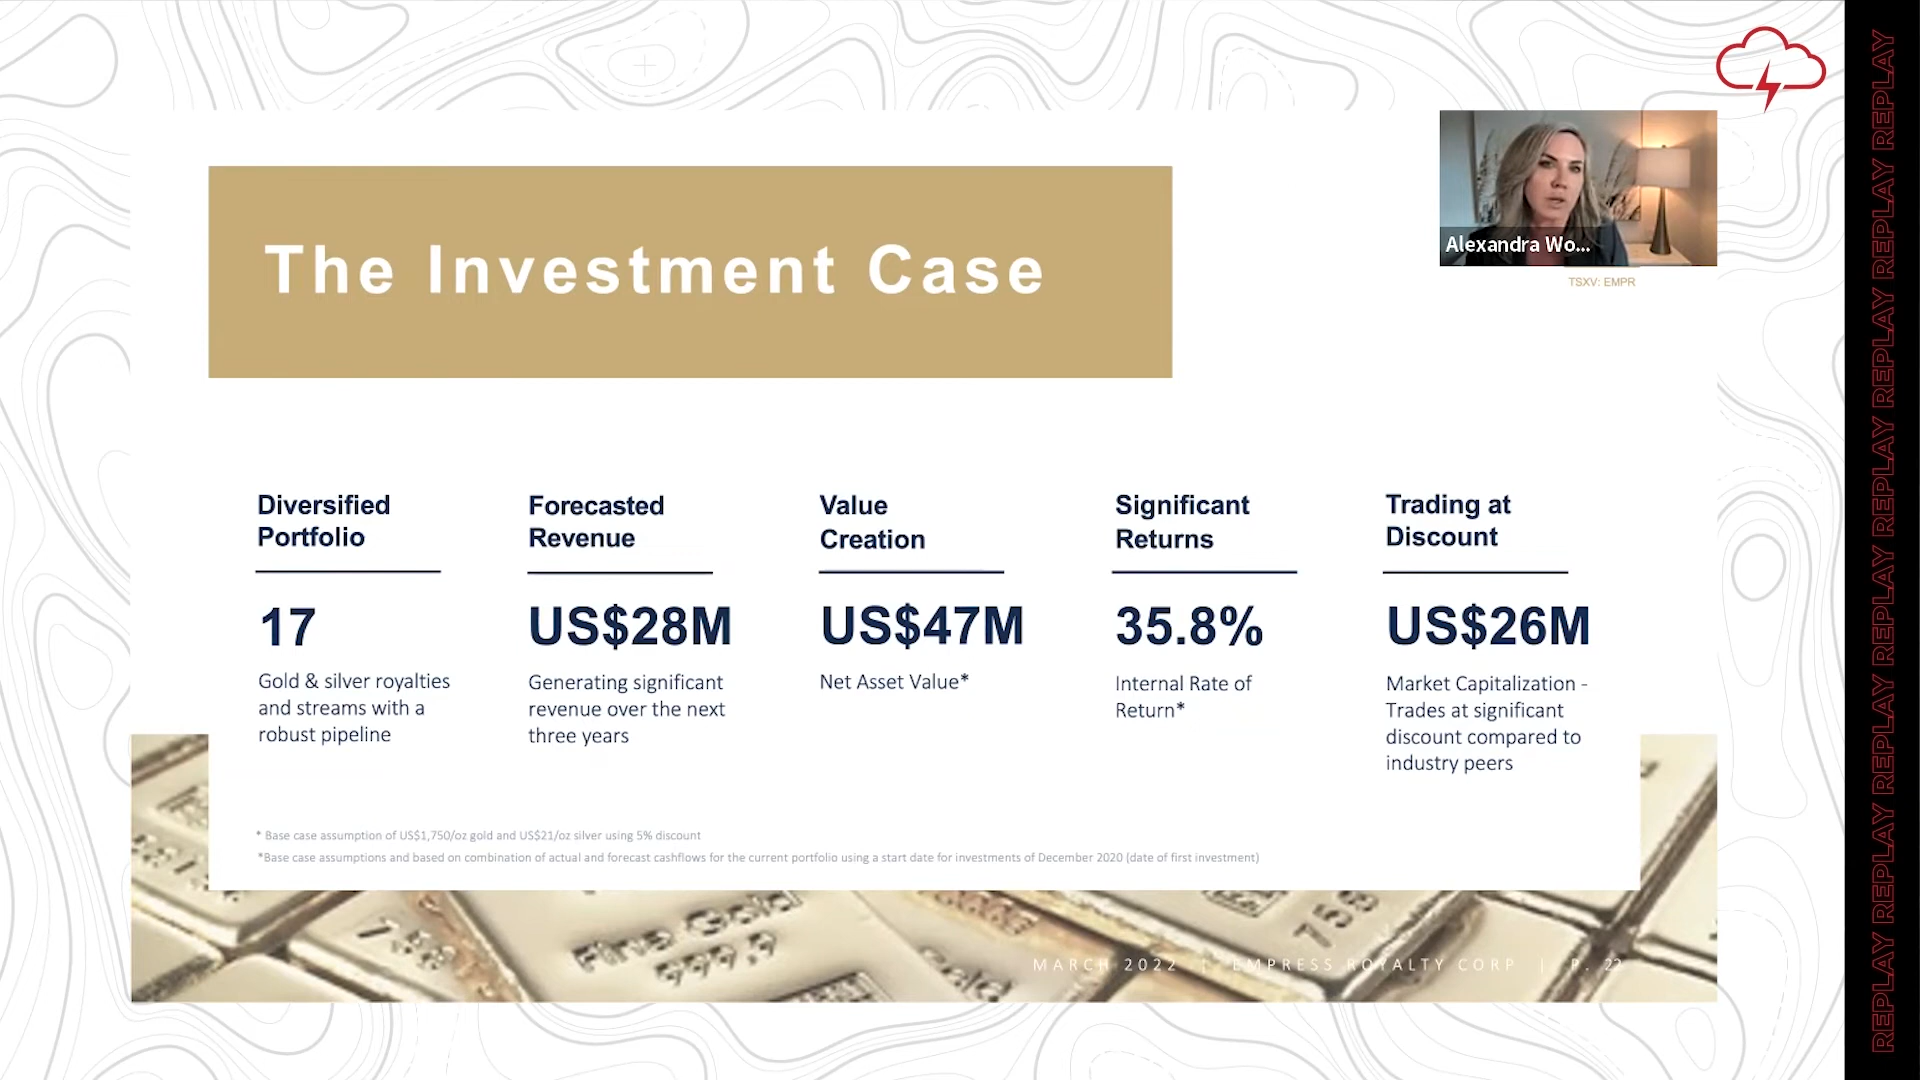 The Investment Case
Alexandra Wo...
TSXV: EMPR
Diversified
Portfolio
17
Gold & silver royalties
and streams with a
robust pipeline
Forecasted
Revenue
US$28M
Generating significant
revenue over the next
three years
Value
Creation
US$47M
Net Asset Value*
Significant
Returns
35.8%
Internal Rate of
Return*
Trading at
Discount
US$26M
Market Capitalization -
Trades at significant
discount compared to
industry peers
* Base case assumption of US$1,750/oz gold and US$21/oz silver using 5% discount
*Base case assumptions and based on combination of actual and forecast cashflows for the current portfolio using a start date for investments of December 2020 (date of first investment)
Fine Gold
999.9
MARCH 2022 | EMPRESS ROYALTY CORP | P. 22
REPLAY REPLAY REPLAY REPLAY REPLAY REPLAY REPLAY REPLAY